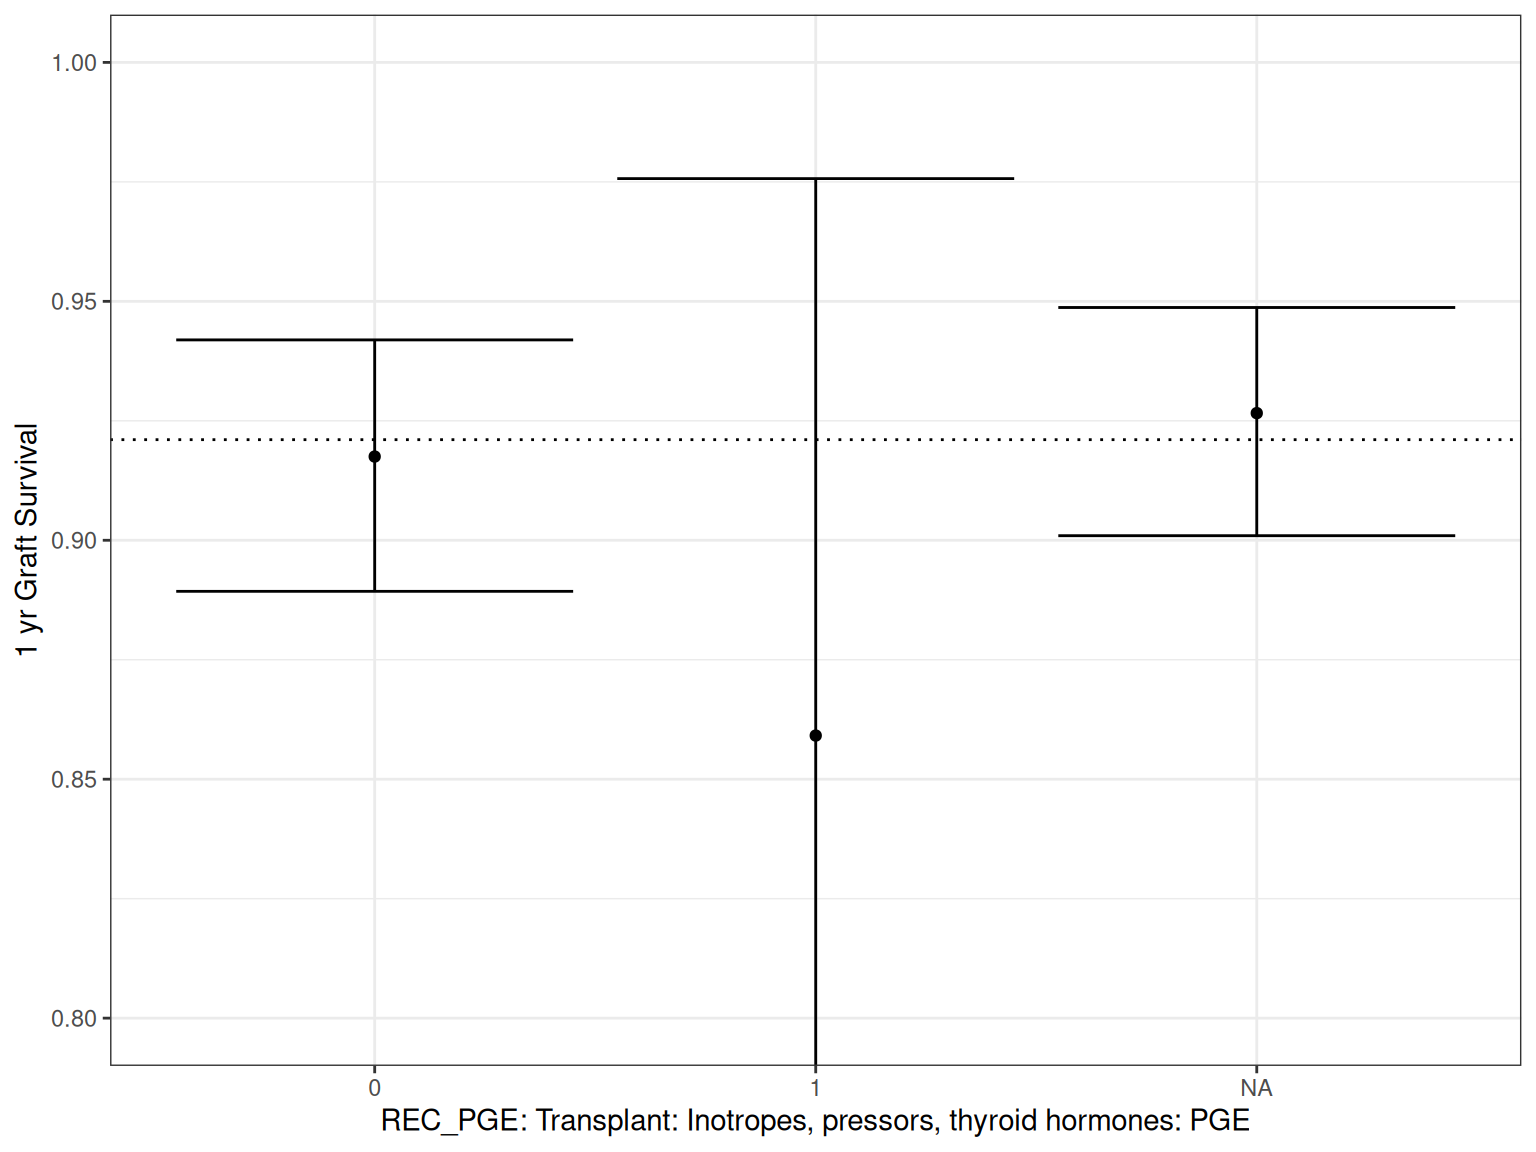 1.00
0.95
0.90
0.85
0.80
1 yr Graft Survival
0 1 NA
REC_PGE: Transplant: Inotropes, pressors, thyroid hormones: PGE